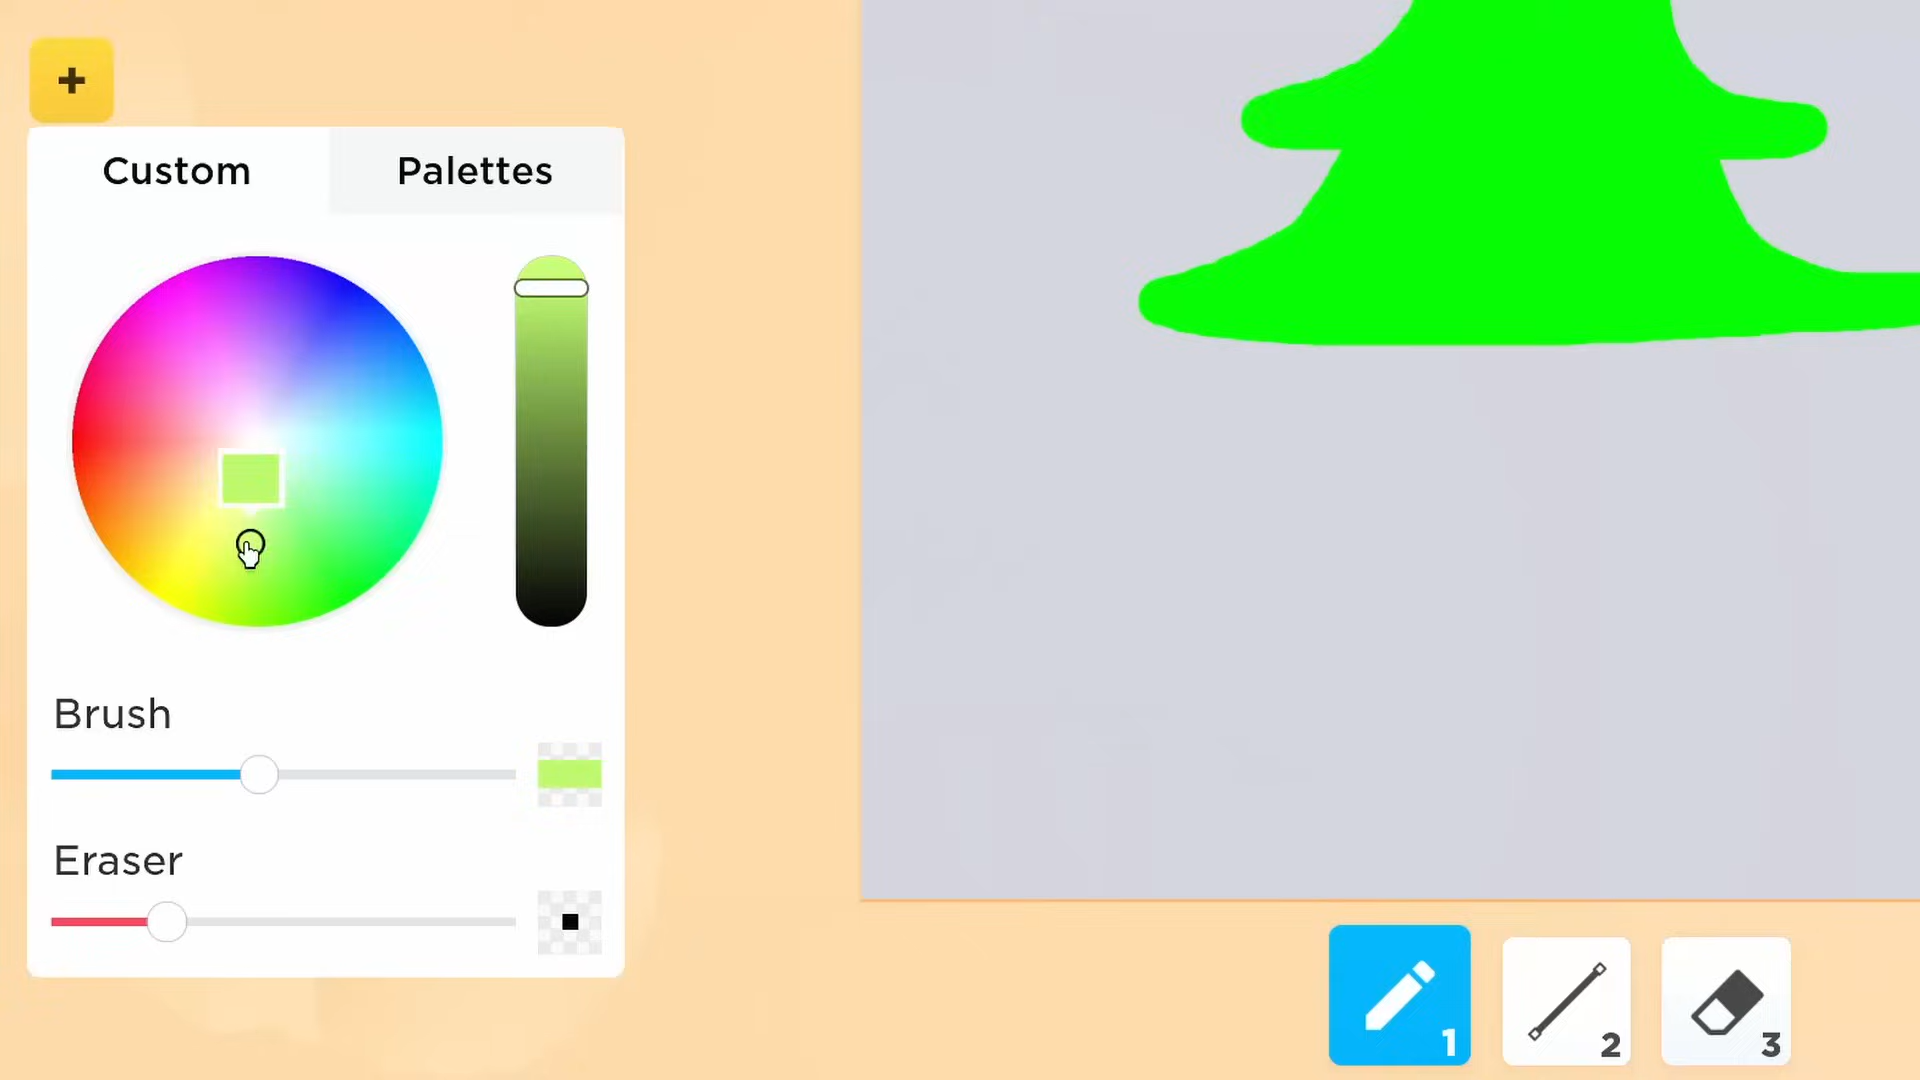 +
Custom
Palettes
Brush
Eraser
1
2
3